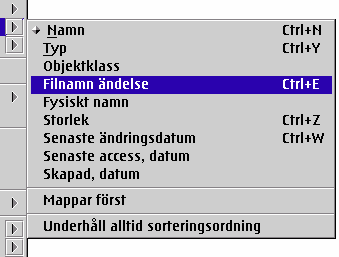 Namn Ctrl+N
Typ Ctrl+Y
Objektklass
Filnamn ändelse Ctrl+E
Fysiskt namn
Storlek Ctrl+Z
Senaste ändringsdatum Ctrl+W
Senaste access, datum
Skapad, datum
Mappar först
Underhåll alltid sorteringsordning